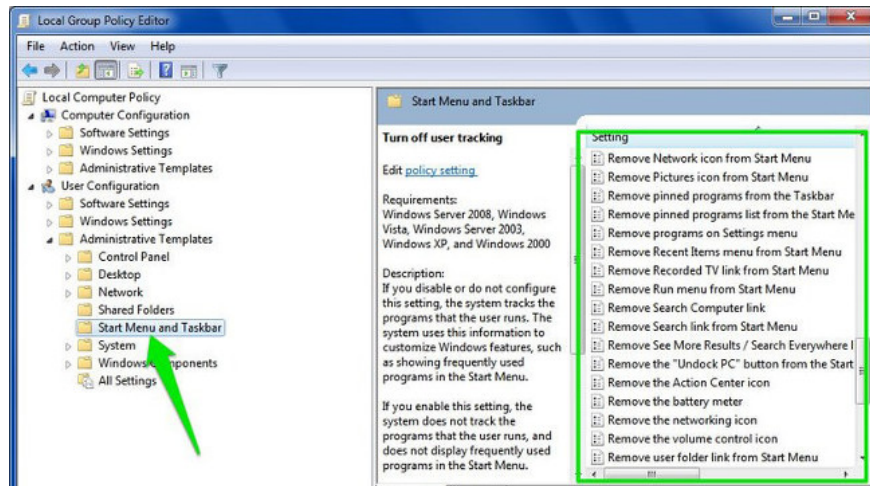 Local Group Policy Editor
File Action View Help
Local Computer Policy
Computer Configuration
Software Settings
Windows Settings
Administrative Templates
User Configuration
Software Settings
Windows Settings
Administrative Templates
Control Panel
Desktop
Network
Shared Folders
Start Menu and Taskbar
System
Windows ponents
All Settings
Start Menu and Taskbar
Turn off user tracking
Edit policy setting
Requirements:
Windows Server 2008, Windows
Vista, Windows Server 2003,
Windows XP, and Windows 2000
Description:
If you disable or do not configure
this setting, the system tracks the
programs that the user runs. The
system uses this information to
customize Windows features, such
as showing frequently used
programs in the Start Menu.
If you enable this setting, the
system does not track the
programs that the user runs, and
does not display frequently used
programs in the Start Menu.
Setting
Remove Network icon from Start Menu
Remove Pictures icon from Start Menu
Remove pinned programs from the Taskbar
Remove pinned programs list from the Start Me
Remove programs on Settings menu
Remove Recent Items menu from Start Menu
Remove Recorded TV link from Start Menu
Remove Run menu from Start Menu
Remove Search Computer link
Remove Search link from Start Menu
Remove See More Results / Search Everywhere l
Remove the "Undock PC" button from the Start
Remove the Action Center icon
Remove the battery meter
Remove the networking icon
Remove the volume control icon
Remove user folder link from Start Menu